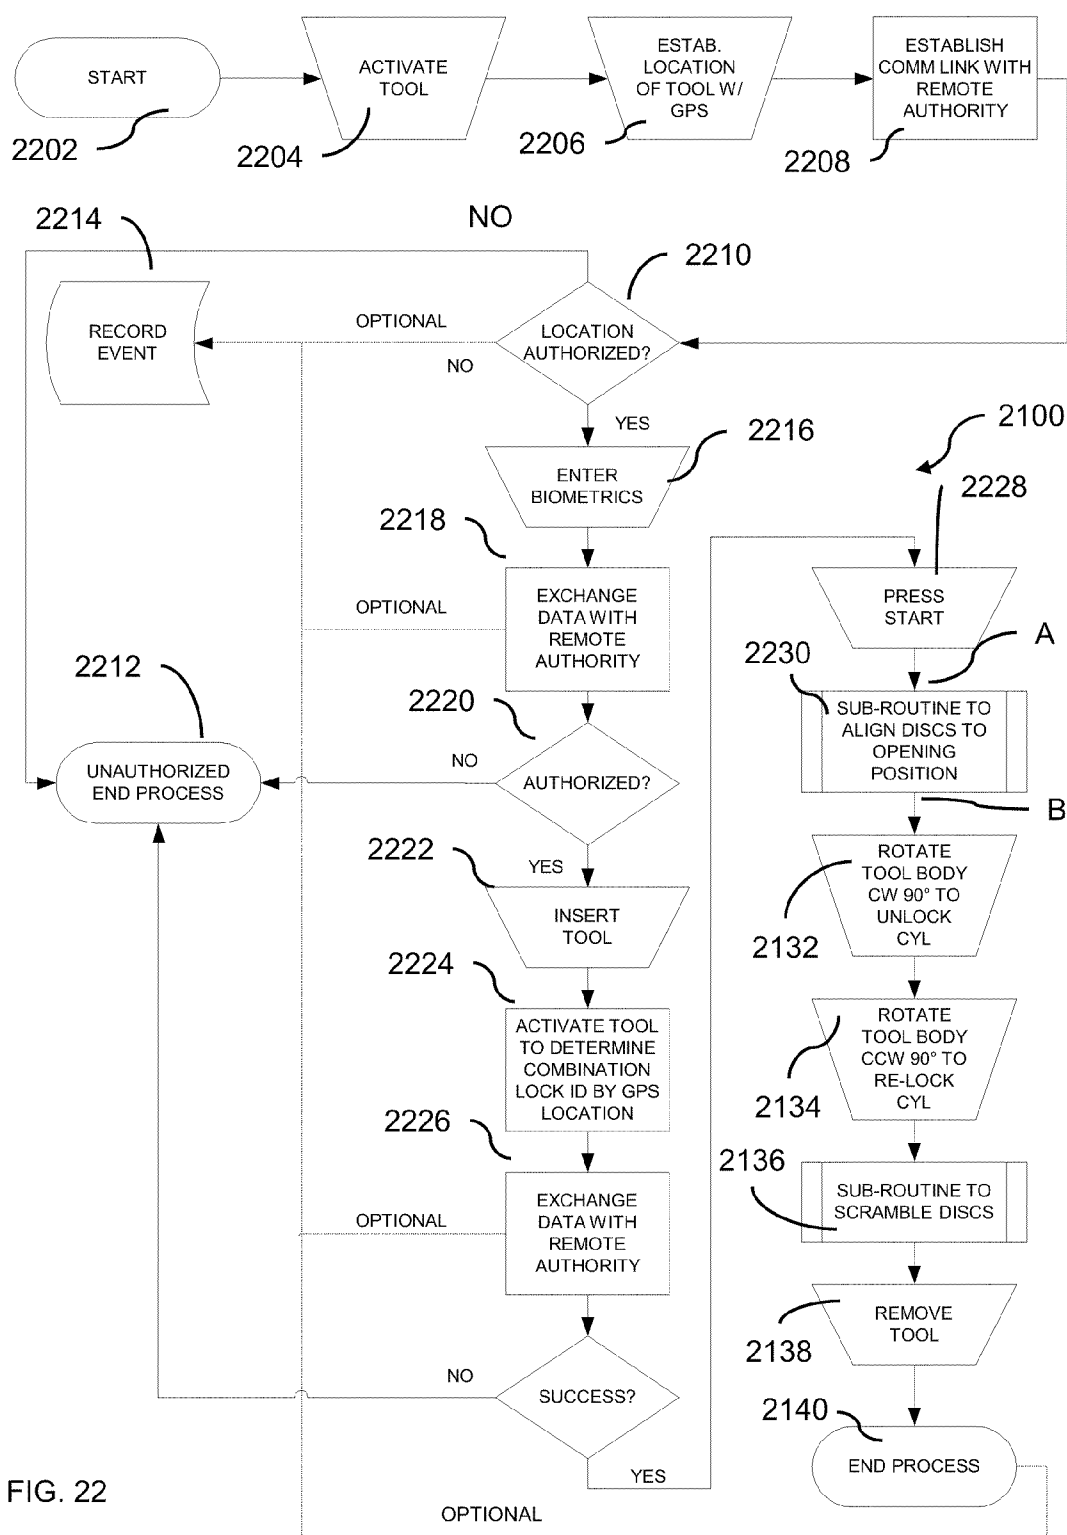 START
2202
ACTIVATE
TOOL
2204
ESTAB.
LOCATION
OF TOOL W/
GPS
2206
ESTABLISH
COMM LINK WITH
REMOTE
AUTHORITY
2208
2214
NO
2210
RECORD
EVENT
OPTIONAL
NO
LOCATION
AUTHORIZED?
YES
2216
ENTER
BIOMETRICS
2218
OPTIONAL
EXCHANGE
DATA WITH
REMOTE
AUTHORITY
2212
2220
NO
UNAUTHORIZED
END PROCESS
AUTHORIZED?
2222
YES
INSERT
TOOL
2224
ACTIVATE TOOL
TO DETERMINE
COMBINATION
LOCK ID BY GPS
LOCATION
2226
OPTIONAL
EXCHANGE
DATA WITH
REMOTE
AUTHORITY
NO
SUCCESS?
YES
2100
2228
PRESS
START
A
2230
SUB-ROUTINE TO
ALIGN DISCS TO
OPENING
POSITION
B
ROTATE
TOOL BODY
CW 90° TO
UNLOCK
CYL
2132
ROTATE
TOOL BODY
CCW 90° TO
RE-LOCK
CYL
2134
2136
SUB-ROUTINE TO
SCRAMBLE DISCS
REMOVE
TOOL
2138
2140
END PROCESS
FIG. 22
OPTIONAL